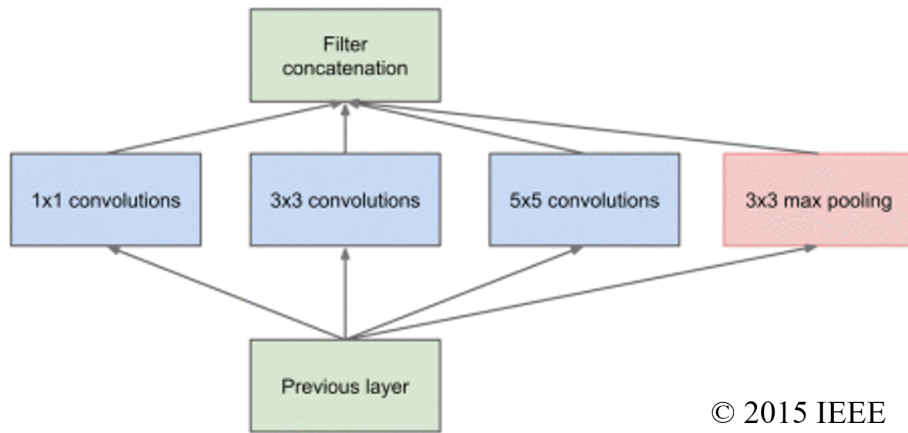 Filter
concatenation
1x1 convolutions
3x3 convolutions
5x5 convolutions
3x3 max pooling
Previous layer
© 2015 IEEE